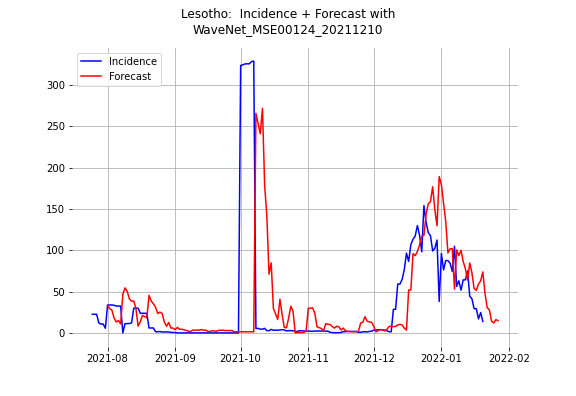 Lesotho:  Incidence + Forecast with
WaveNet_MSE00124_20211210
Incidence
Forecast
300
250
200
150
100
50
0
2021-08 2021-09 2021-10 2021-11 2021-12 2022-01 2022-02